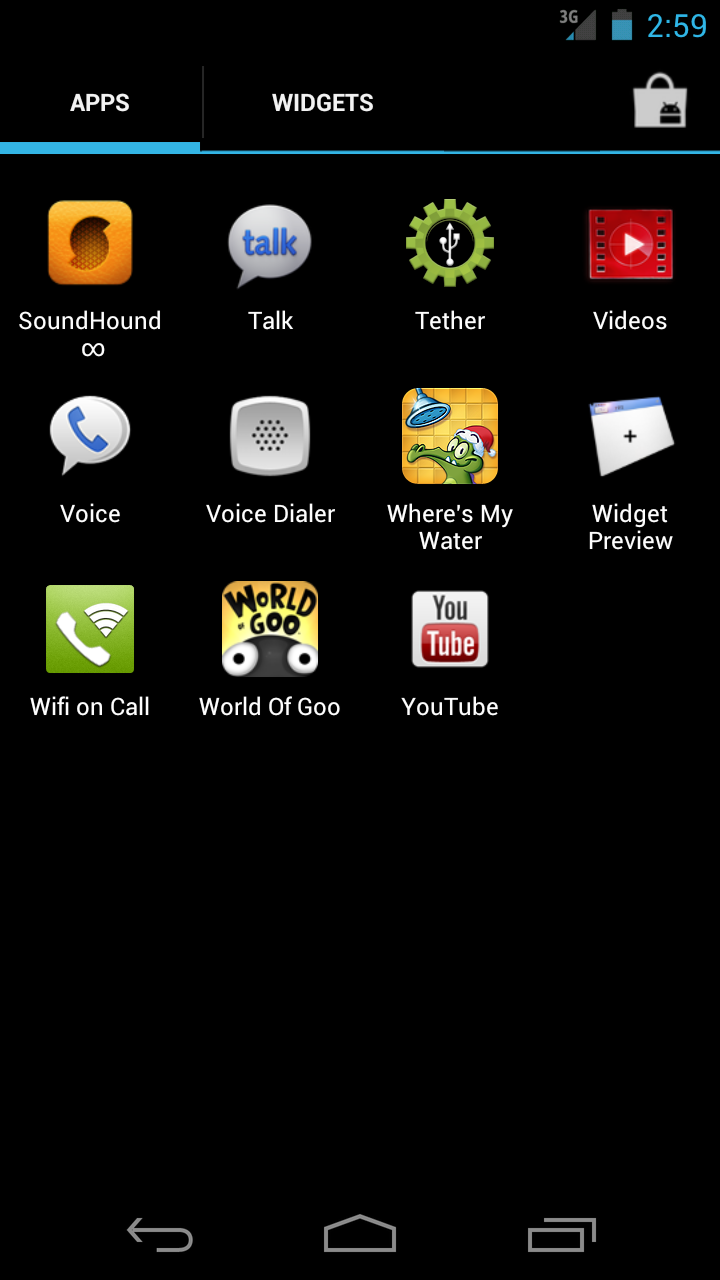 3G 2:59
APPS WIDGETS
talk
SoundHound Talk Tether Videos
∞
Voice Voice Dialer Where's My Widget
Water Preview
WORLD
OF
GOO
You
Tube
Wifi on Call World Of Goo YouTube